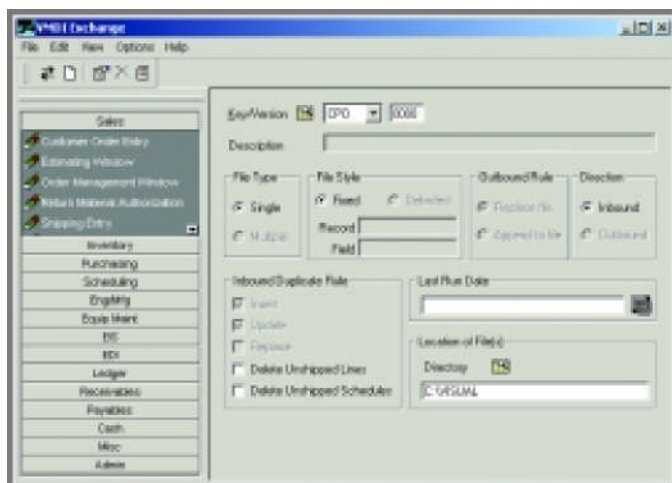 VMDI Exchange
File Edit View Options Help
Sales
Customer Order Entry
Estimating Window
Order Management Window
Return Material Authorization
Shipping Entry
Inventory
Purchasing
Scheduling
Eng/Mfg
Equip Maint
EIS
EDI
Ledger
Receivables
Payables
Cash
Misc
Admin
Key/Version CPO
Description
File Type
Single
Multiple
File Style
Fixed Delimited
Record
Field
Outbound Rule
Replace file
Append to file
Direction
Inbound
Outbound
Inbound Duplicate Rule
Insert
Update
Replace
Delete Unshipped Lines
Delete Unshipped Schedules
Last Run Date
Location of File(s)
Directory
C:\VISUAL